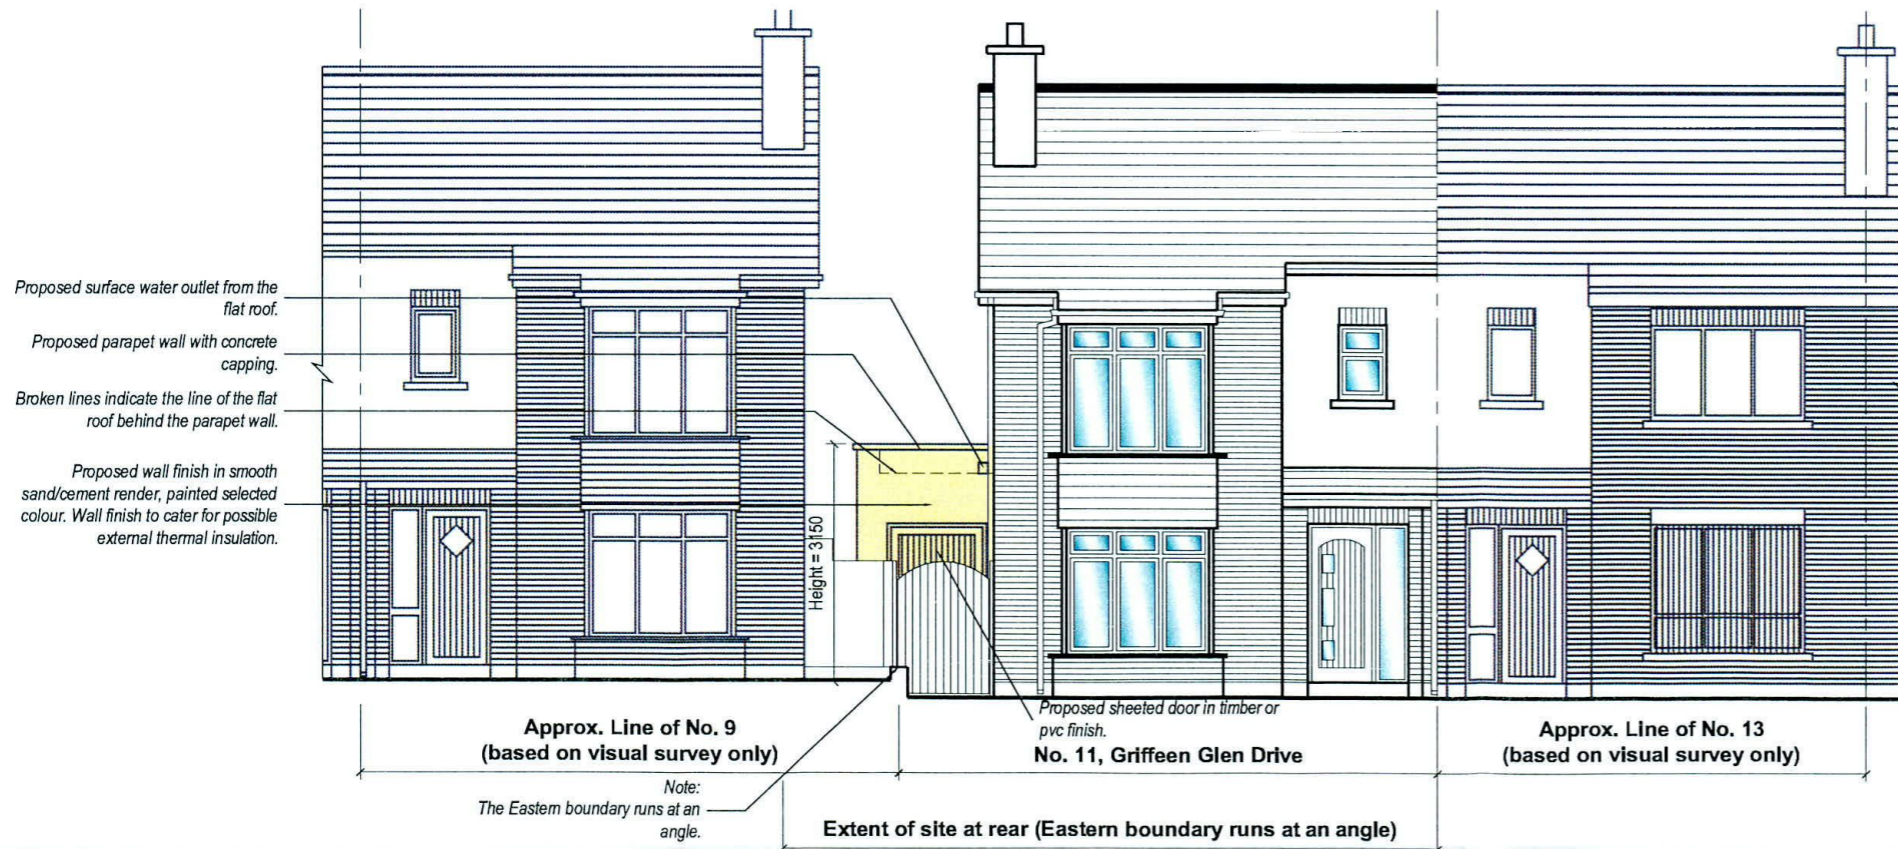 Proposed surface water outlet from the
flat roof.
Proposed parapet wall with concrete
capping.
Broken lines indicate the line of the flat
roof behind the parapet wall.
Proposed wall finish in smooth
sand/cement render, painted selected
colour. Wall finish to cater for possible
external thermal insulation.
Height = 3150
Proposed sheeted door in timber or
pvc finish.
Approx. Line of No. 9
(based on visual survey only)
No. 11, Griffeen Glen Drive
Approx. Line of No. 13
(based on visual survey only)
Note:
The Eastern boundary runs at an
angle.
Extent of site at rear (Eastern boundary runs at an angle)